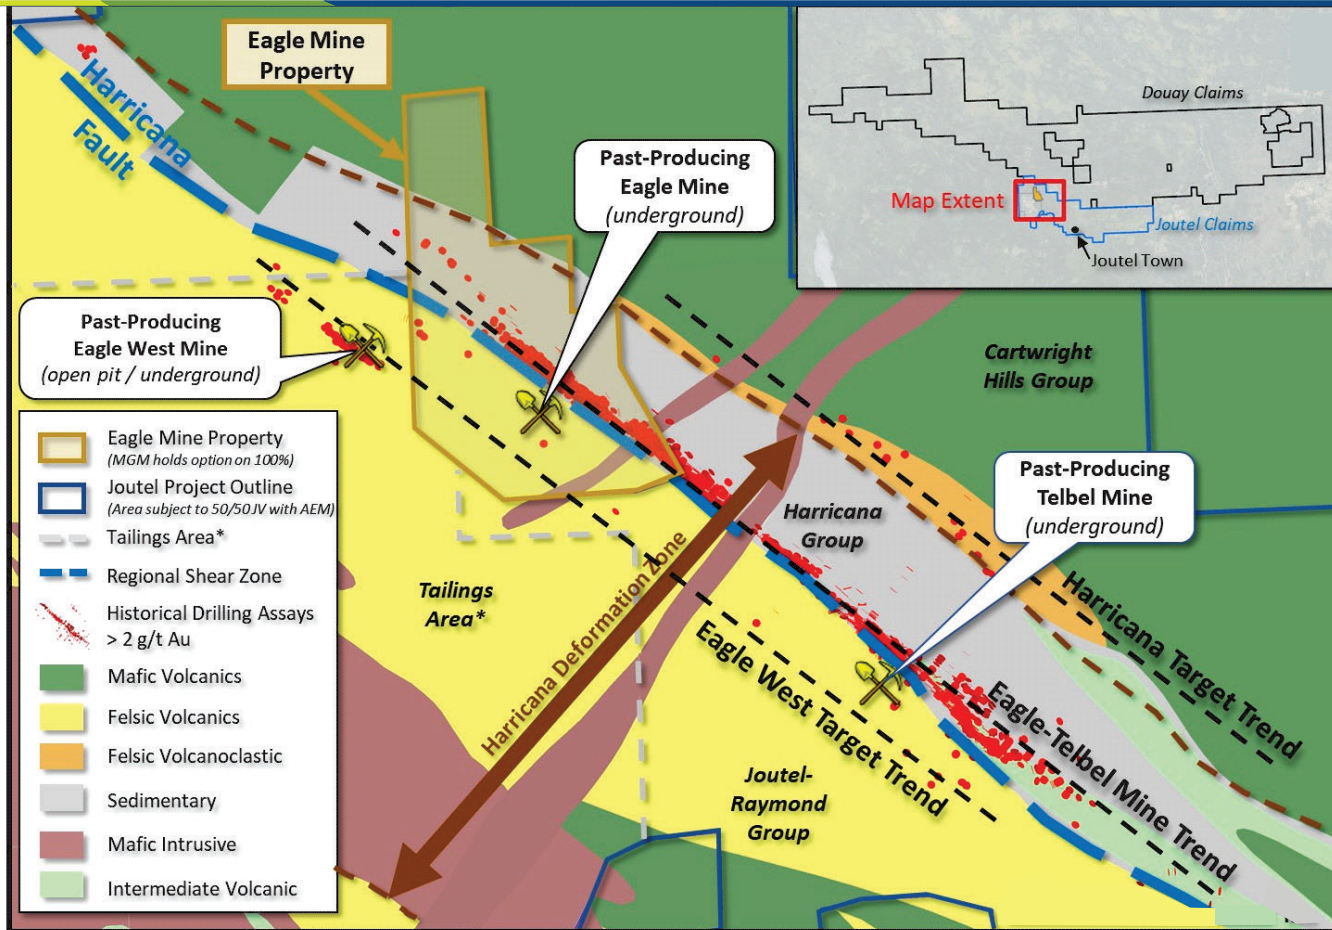 Eagle Mine
Property
Harricana
Fault
Past-Producing
Eagle Mine
(underground)
Douay Claims
Map Extent
Joutel Claims
Joutel Town
Past-Producing
Eagle West Mine
(open pit / underground)
Cartwright
Hills Group
Past-Producing
Telbel Mine
(underground)
Harricana
Group
Tailings
Area*
Harricana Deformation Zone
Eagle West Target Trend
Harricana Target Trend
Eagle-Telbel Mine Trend
Joutel-
Raymond
Group
Eagle Mine Property
(MGM holds option on 100%)
Joutel Project Outline
(Area subject to 50/50 JV with AEM)
Tailings Area*
Regional Shear Zone
Historical Drilling Assays
> 2 g/t Au
Mafic Volcanics
Felsic Volcanics
Felsic Volcanoclastic
Sedimentary
Mafic Intrusive
Intermediate Volcanic